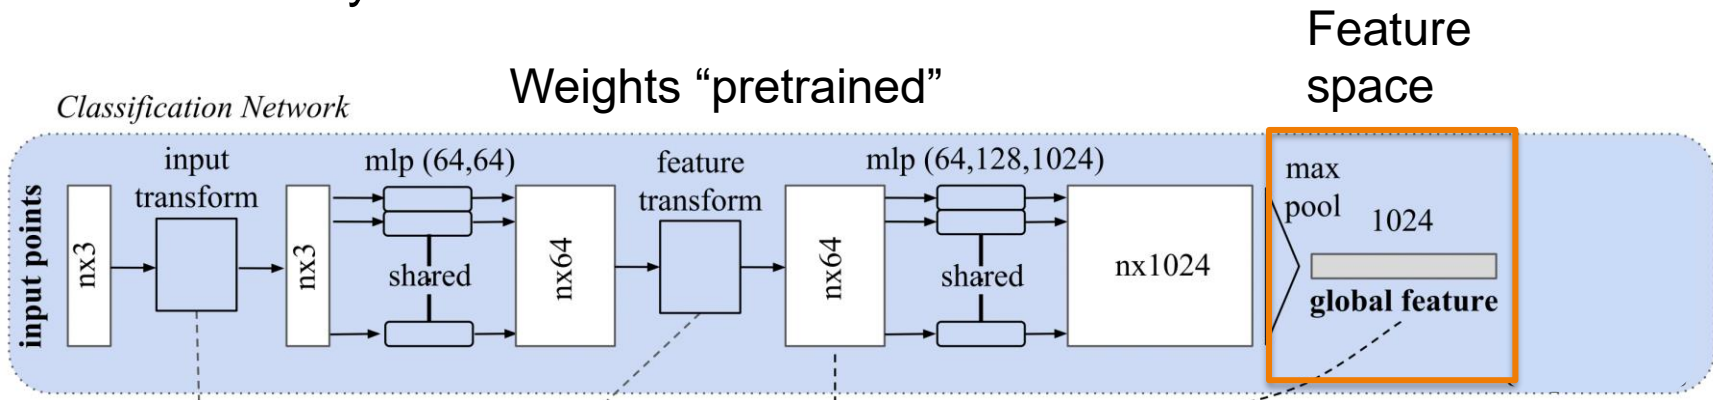 Feature
space
Weights “pretrained”
Classification Network
input points
nx3
input
transform
nx3
mlp (64,64)
shared
nx64
feature
transform
nx64
mlp (64,128,1024)
shared
nx1024
max
pool
1024
global feature